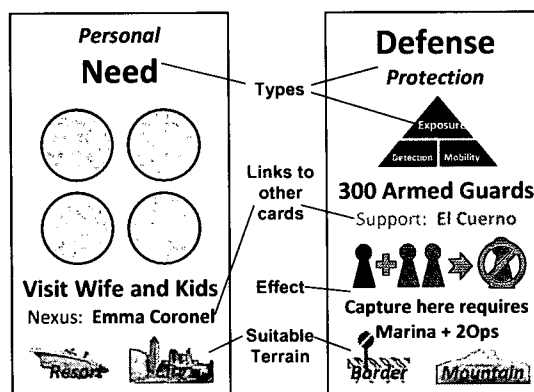 Personal
Need
Visit Wife and Kids
Nexus: Emma Coronel
Resort
City
Types
Links to
other
cards
Effect
Suitable
Terrain
Defense
Protection
Exposure
Detection
Mobility
300 Armed Guards
Support: El Cuerno
Capture here requires
Marina + 2Ops
Border
Mountain